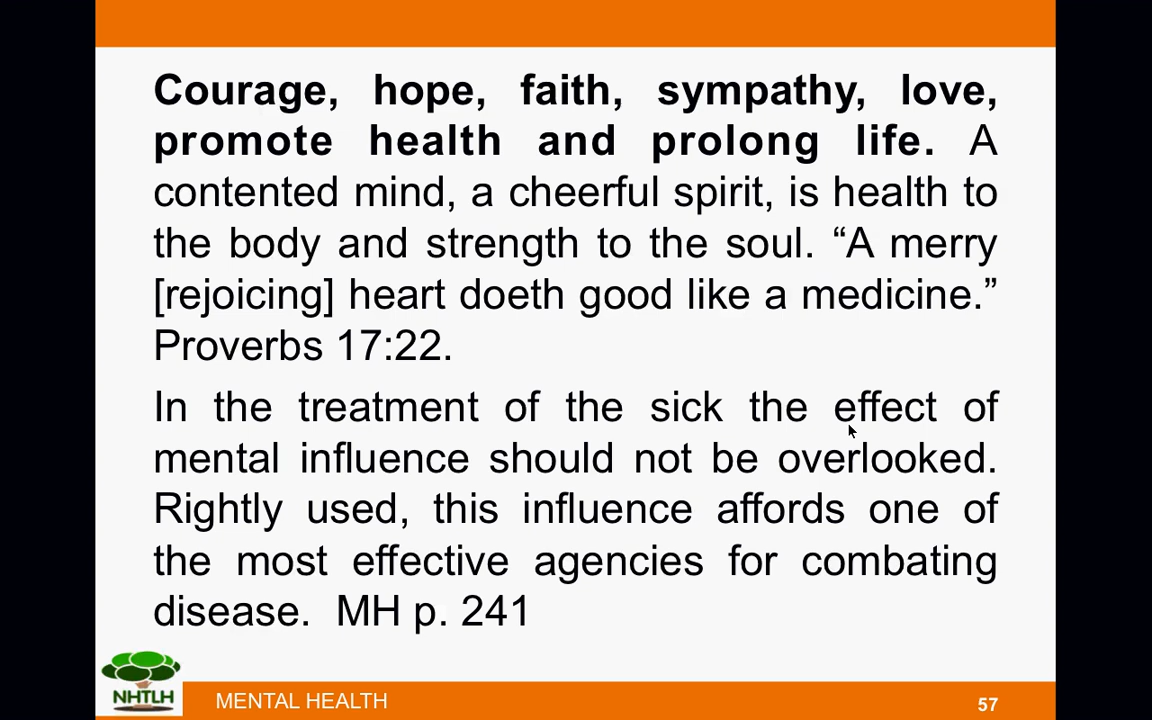 Courage, hope, faith, sympathy, love,
promote health and prolong life. A
contented mind, a cheerful spirit, is health to
the body and strength to the soul. “A merry
[rejoicing] heart doeth good like a medicine.”
Proverbs 17:22.
In the treatment of the sick the effect of
mental influence should not be overlooked.
Rightly used, this influence affords one of
the most effective agencies for combating
disease.  MH p. 241
NHTLH
MENTAL HEALTH
57